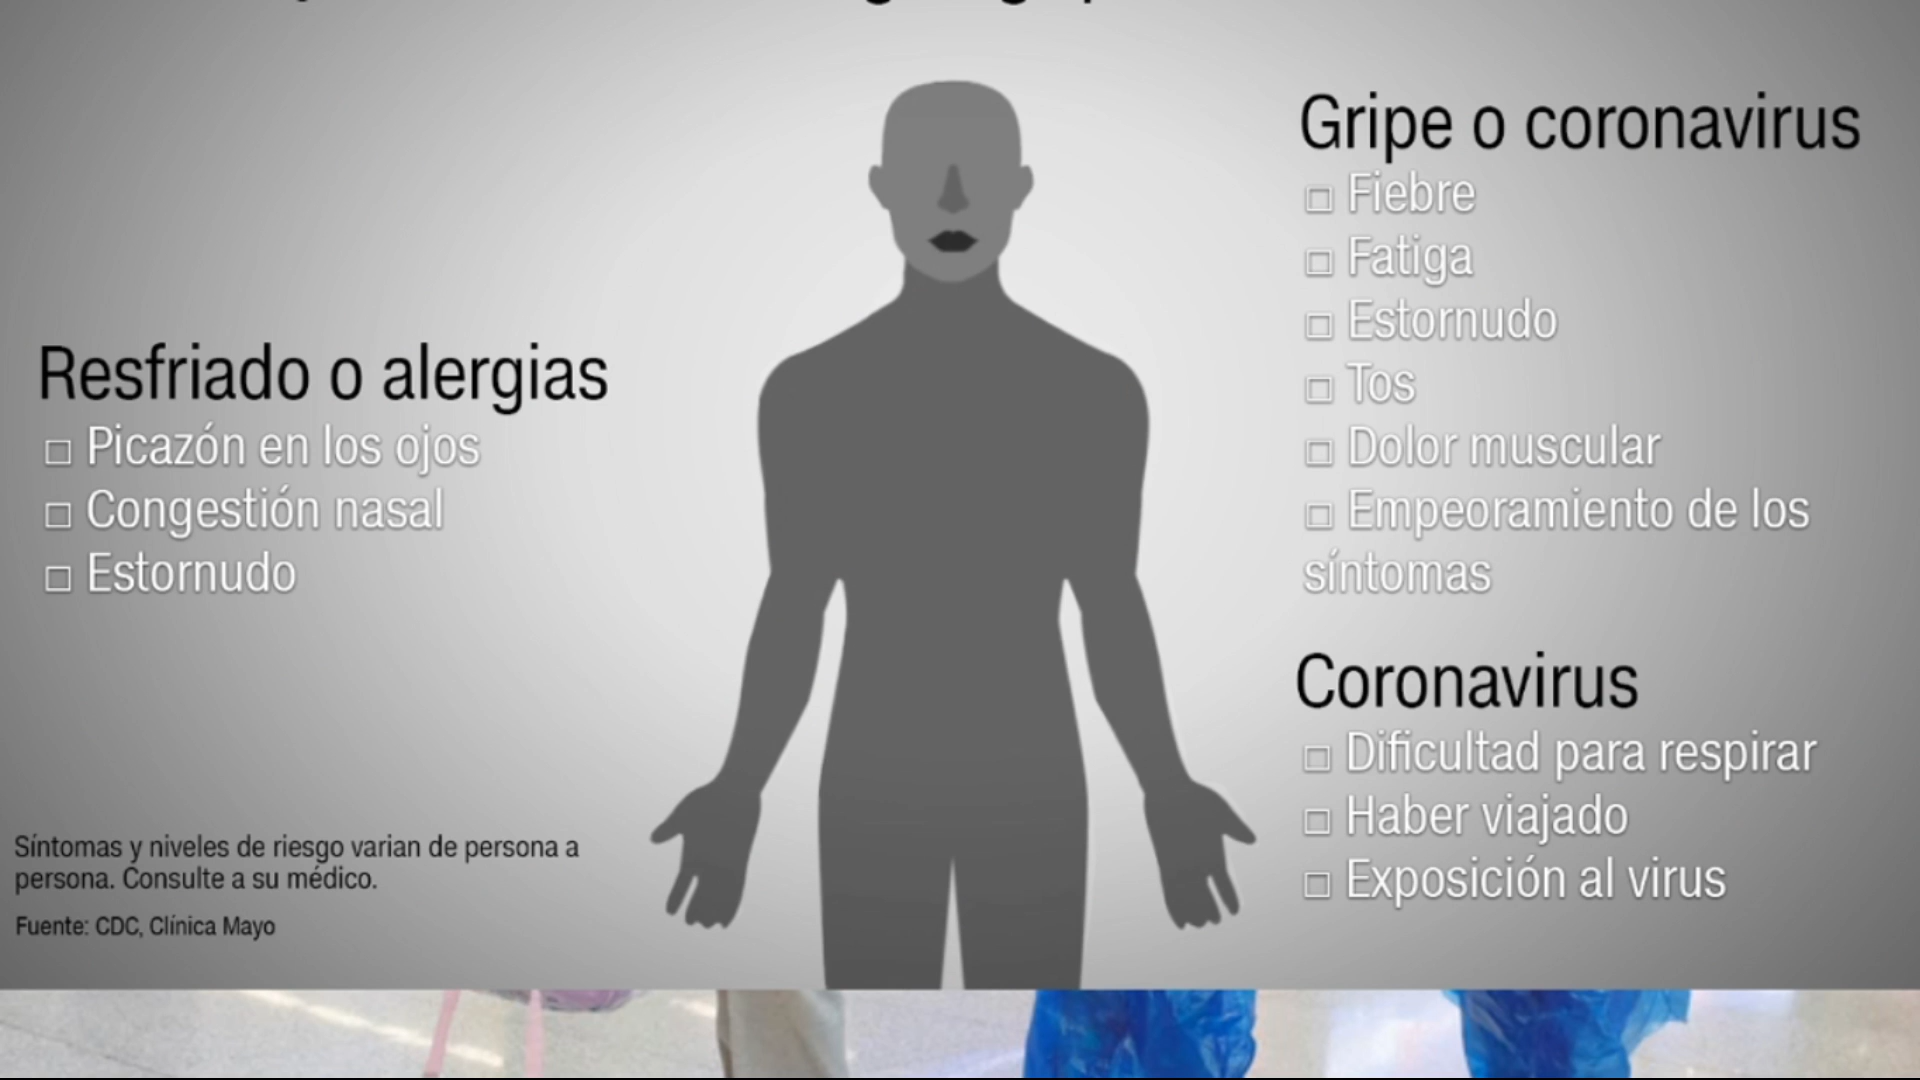 Resfriado o alergias
□ Picazón en los ojos
□ Congestión nasal
□ Estornudo
Síntomas y niveles de riesgo varian de persona a
persona. Consulte a su médico.
Fuente: CDC, Clínica Mayo
Gripe o coronavirus
□ Fiebre
□ Fatiga
□ Estornudo
□ Tos
□ Dolor muscular
□ Empeoramiento de los
síntomas
Coronavirus
□ Dificultad para respirar
□ Haber viajado
□ Exposición al virus